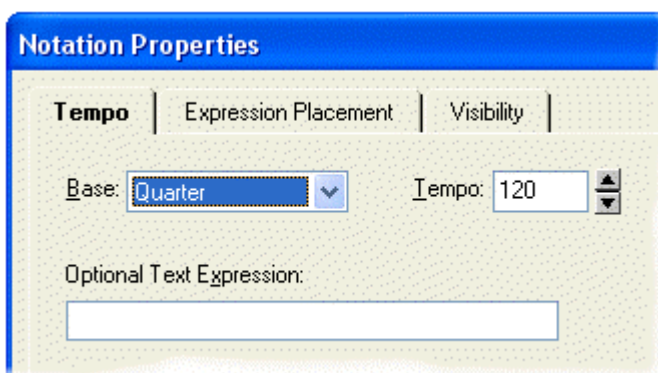 Notation Properties
Tempo Expression Placement Visibility
Base: Quarter Tempo: 120
Optional Text Expression: